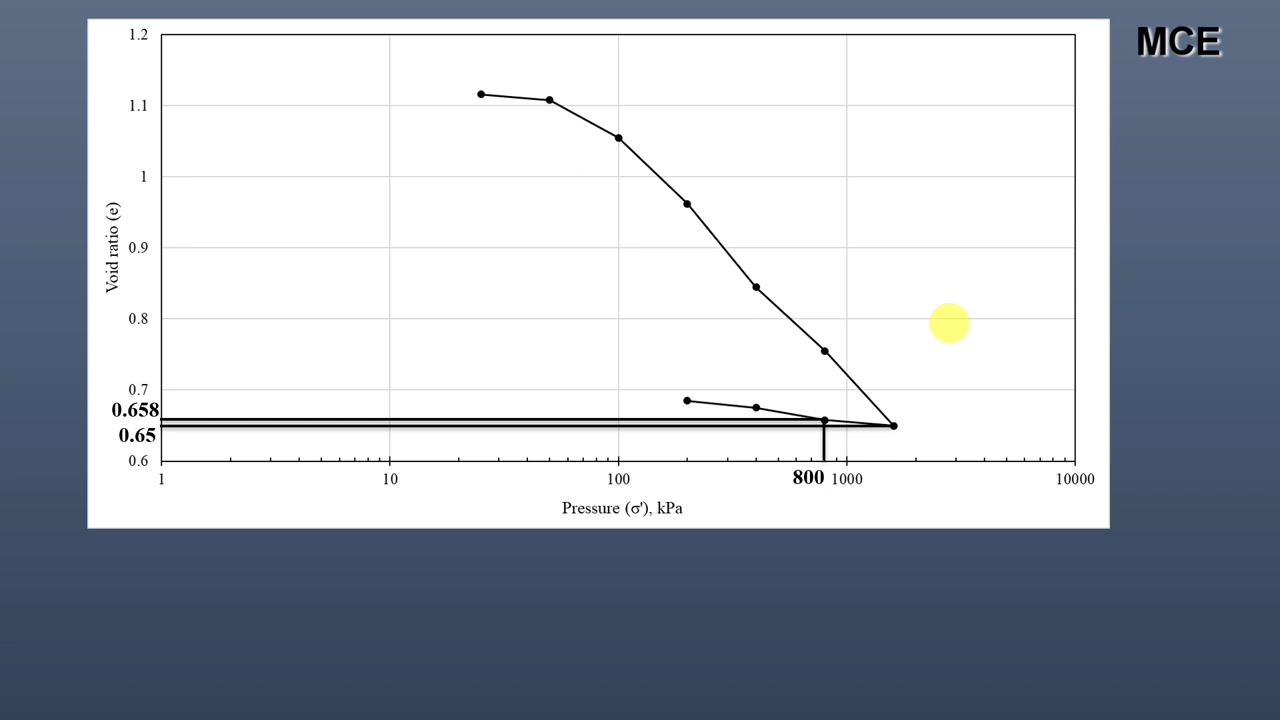 MCE
1.2
1.1
1
0.9
0.8
0.7
0.658
0.65
0.6
Void ratio (e)
1 10 100 800 1000 10000
Pressure (σ'), kPa